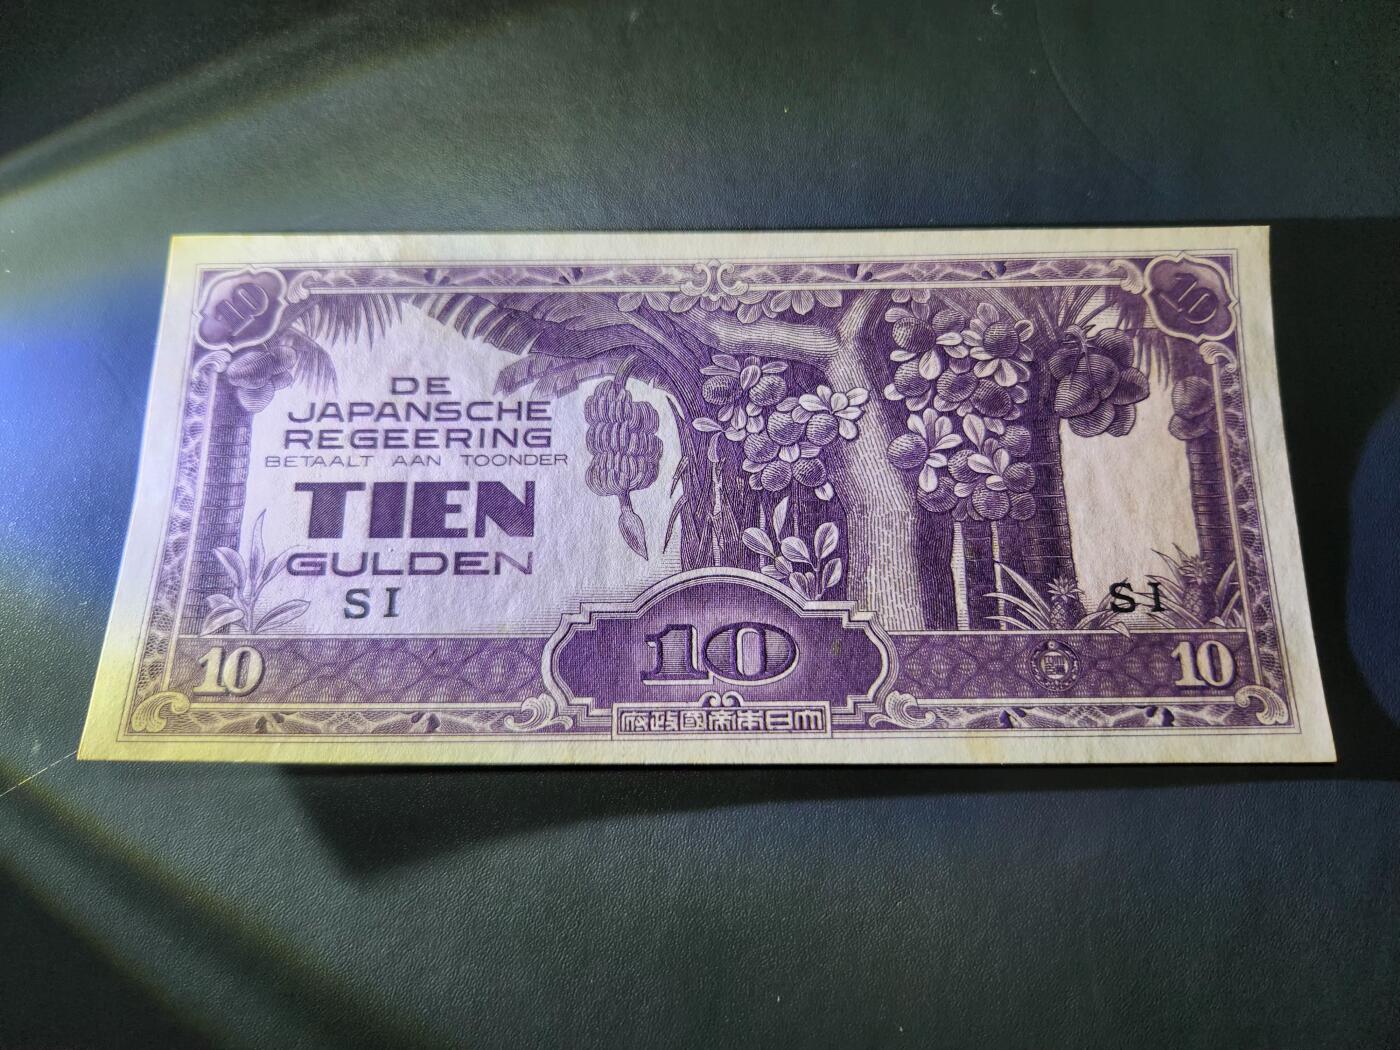 10
10
DE
JAPANSCHE
REGEERING
BETAALT AAN TOONDER
TIEN
GULDEN
SI
SI
10
10
10
府政國帝本日大